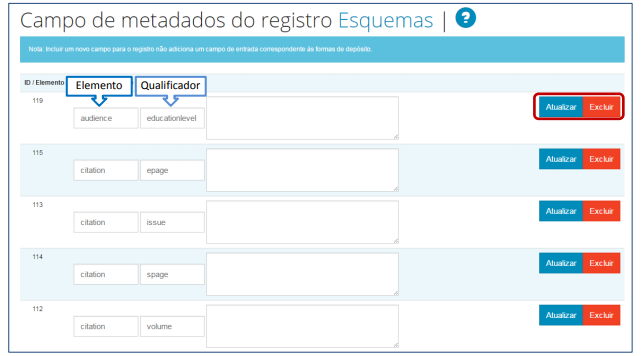 Campo de metadados do registro Esquemas | ?
Nota: Incluir um novo campo para o registro não adiciona um campo de entrada correspondente às formas de depósito.
ID / Elemento Elemento Qualificador
119
audience educationlevel Atualizar Excluir
115
citation epage Atualizar Excluir
113
citation issue Atualizar Excluir
114
citation spage Atualizar Excluir
112
citation volume Atualizar Excluir